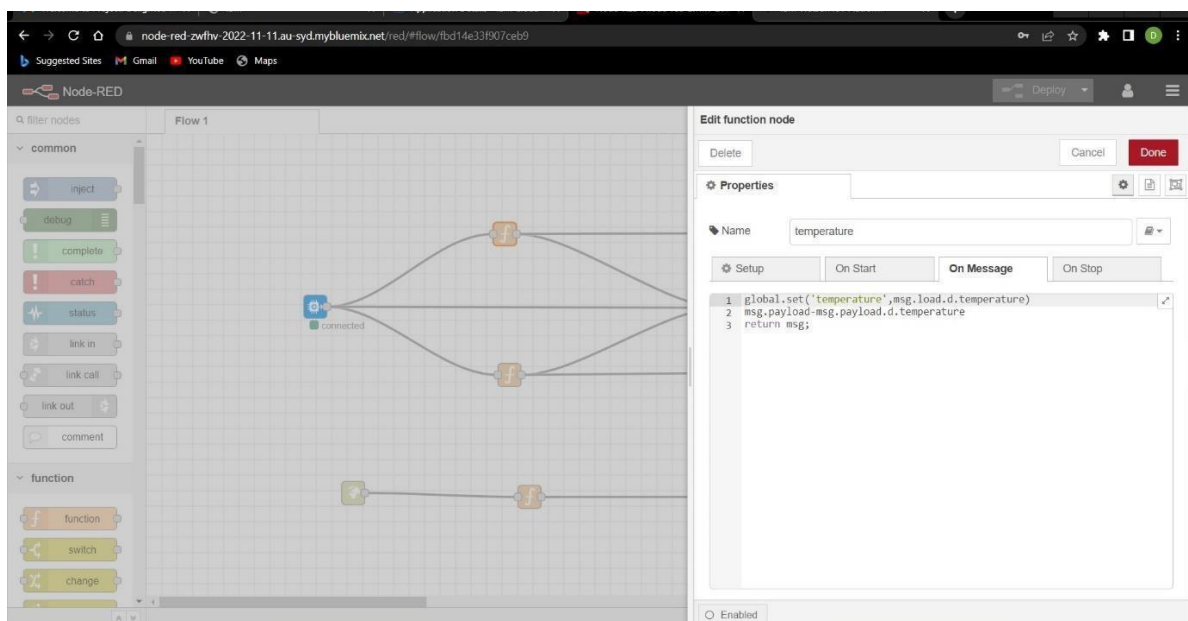 node-red-zwfhv-2022-11-11.au-syd.mybluemix.net/red/#flow/fbd14e33f907ceb9
D
Suggested Sites Gmail YouTube Maps
Node-RED
Deploy
filter nodes
Flow 1
Edit function node
common
Delete
Cancel
Done
inject
Properties
debug
complete
Name
temperature
catch
Setup
On Start
On Message
On Stop
status
1 global.set('temperature',msg.load.d.temperature)
2 msg.payload-msg.payload.d.temperature
3 return msg;
connected
link in
link call
link out
comment
function
function
switch
change
Enabled